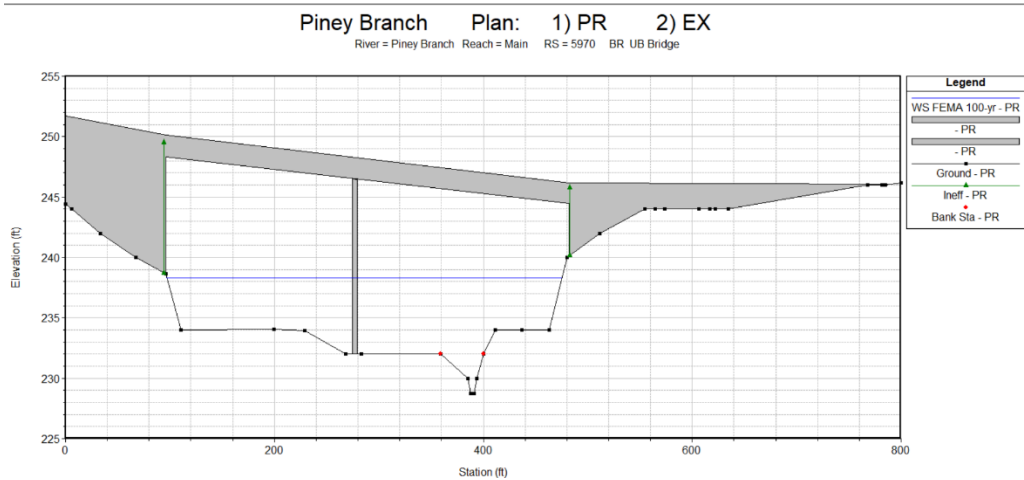 Piney Branch Plan: 1) PR 2) EX
River = Piney Branch Reach = Main RS = 5970 BR UB Bridge
255
250
245
240
235
230
225
Elevation (ft)
0 200 400 600 800
Station (ft)
Legend
WS FEMA 100-yr - PR
- PR
- PR
Ground - PR
Ineff - PR
Bank Sta - PR